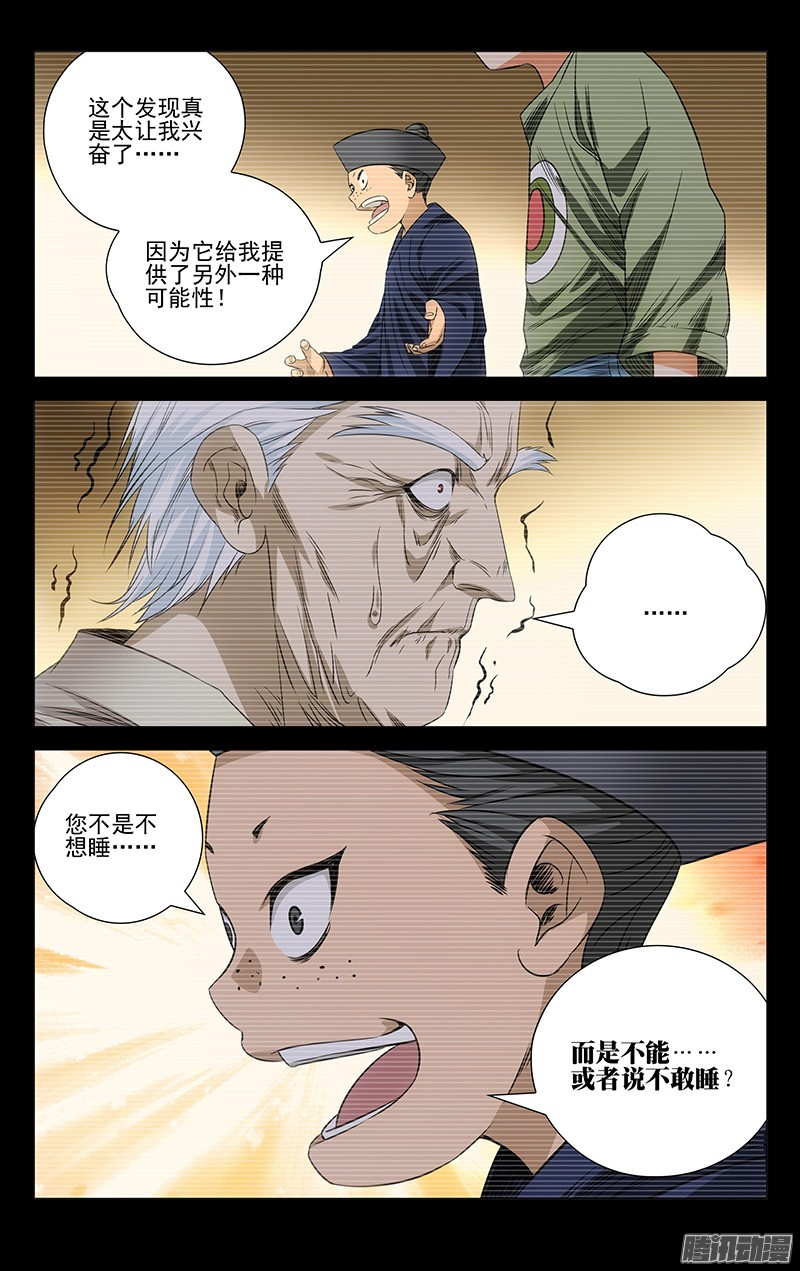 这个发现真
是太让我兴
奋了……
因为它给我提
供了另外一种
可能性！
……
您不是不
想睡……
而是不能……
或者说不敢睡？
腾讯动漫